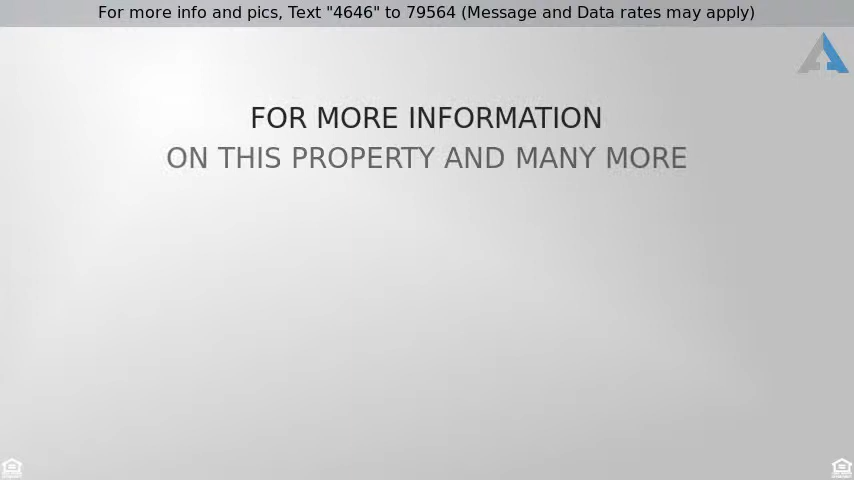 For more info and pics, Text "4646" to 79564 (Message and Data rates may apply)
FOR MORE INFORMATION
ON THIS PROPERTY AND MANY MORE